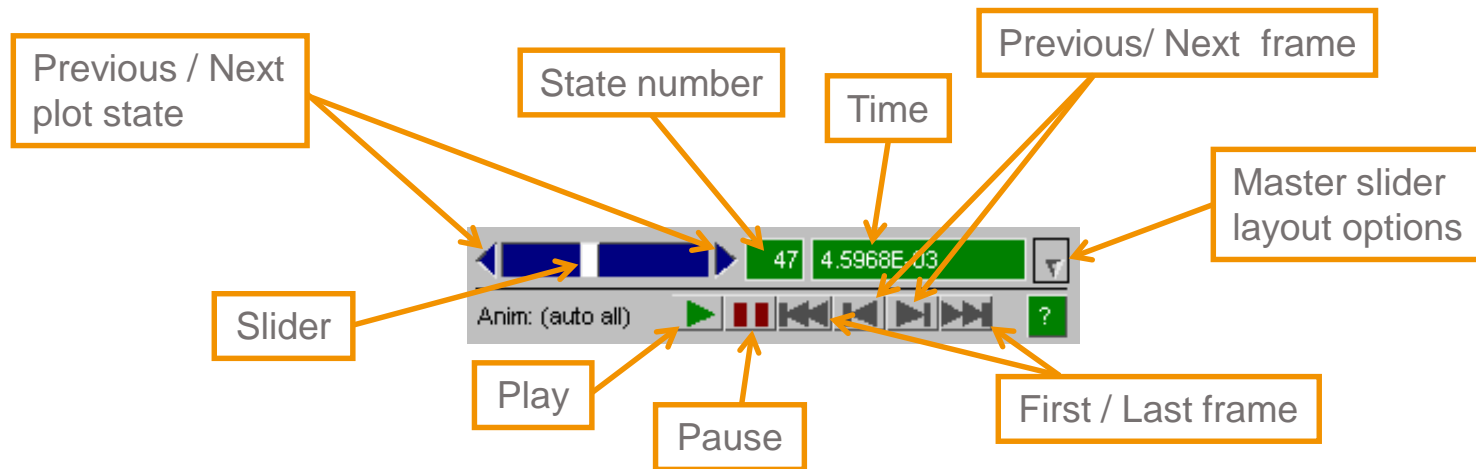 Previous / Next
plot state
State number
Time
Previous/ Next  frame
Master slider
layout options
47
4.5968E-03
Slider
Anim: (auto all)
?
Play
Pause
First / Last frame